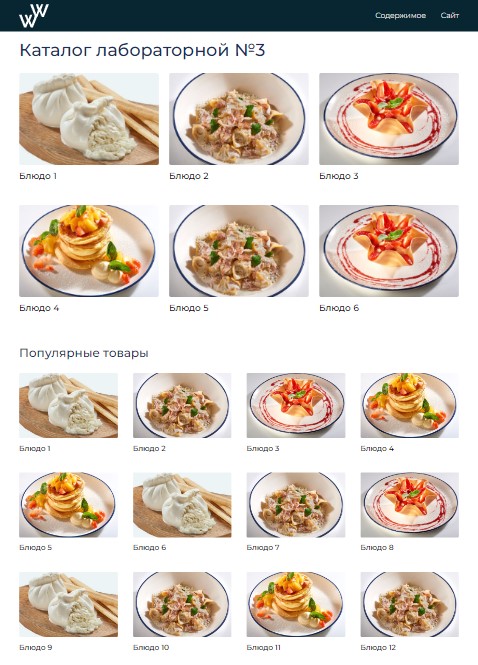 W
Содержимое Сайт
Каталог лабораторной №3
Блюдо 1 Блюдо 2 Блюдо 3
Блюдо 4 Блюдо 5 Блюдо 6
Популярные товары
Блюдо 1 Блюдо 2 Блюдо 3 Блюдо 4
Блюдо 5 Блюдо 6 Блюдо 7 Блюдо 8
Блюдо 9 Блюдо 10 Блюдо 11 Блюдо 12